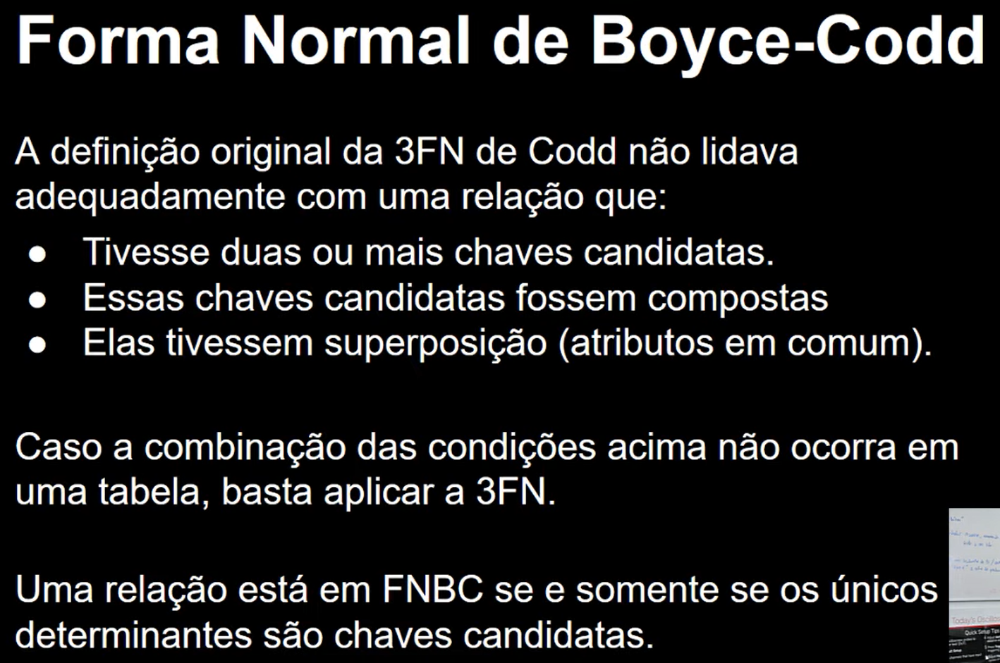 Forma Normal de Boyce-Codd
A definição original da 3FN de Codd não lidava
adequadamente com uma relação que:
● Tivesse duas ou mais chaves candidatas.
● Essas chaves candidatas fossem compostas
● Elas tivessem superposição (atributos em comum).
Caso a combinação das condições acima não ocorra em
uma tabela, basta aplicar a 3FN.
Uma relação está em FNBC se e somente se os únicos
determinantes são chaves candidatas.
Today's
Quick Setup